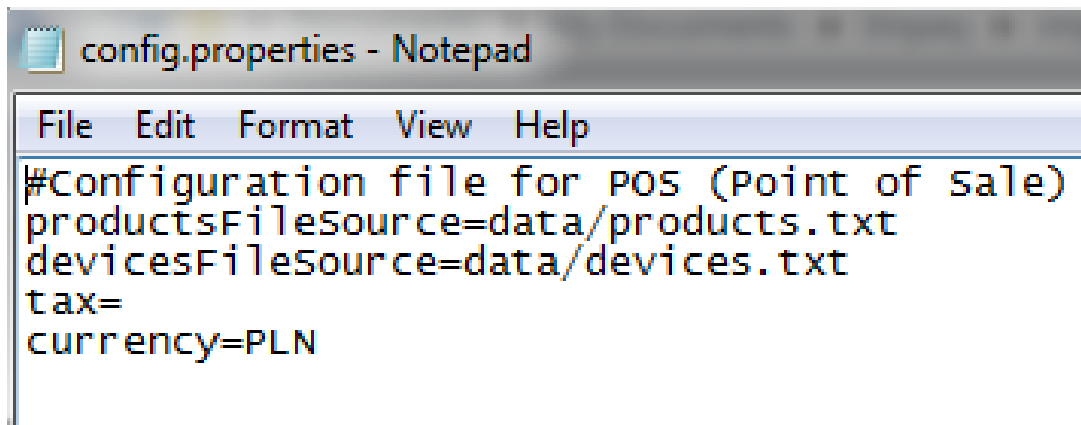 config.properties - Notepad
File Edit Format View Help
#Configuration file for POS (Point of Sale)
productsFileSource=data/products.txt
devicesFileSource=data/devices.txt
tax=
currency=PLN